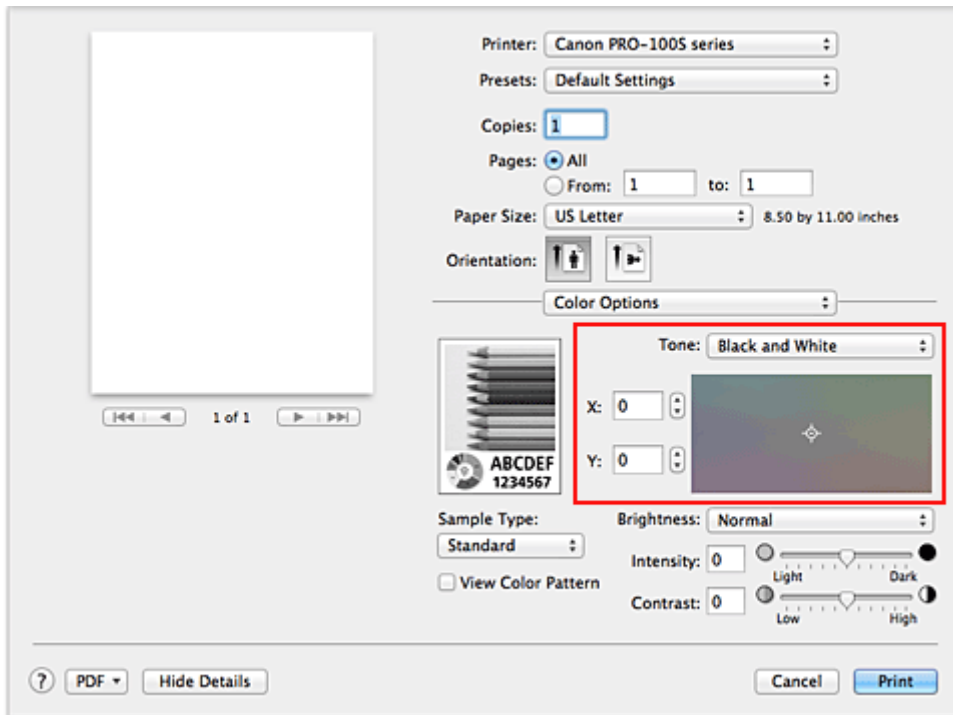 Printer: Canon PRO-100S series
Presets: Default Settings
Copies: 1
Pages: All
From: 1 to: 1
Paper Size: US Letter 8.50 by 11.00 inches
Orientation:
Color Options
1 of 1
Tone: Black and White
X: 0
Y: 0
ABCDEF
1234567
Sample Type:
Standard
View Color Pattern
Brightness: Normal
Intensity: 0
Light Dark
Contrast: 0
Low High
? PDF Hide Details Cancel Print